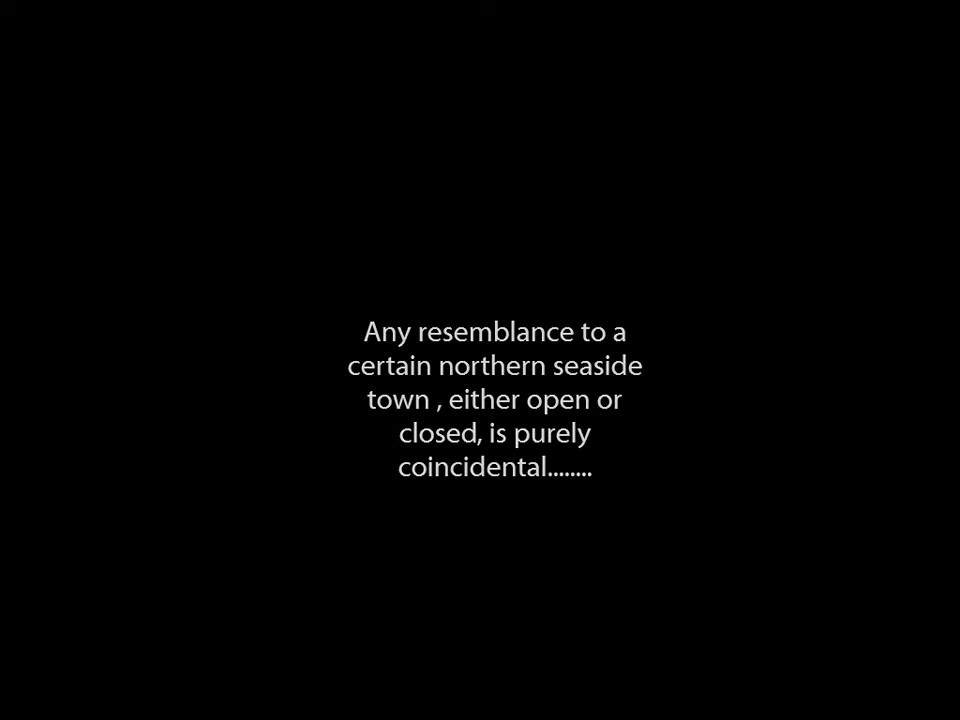 Any resemblance to a
certain northern seaside
town , either open or
closed, is purely
coincidental........